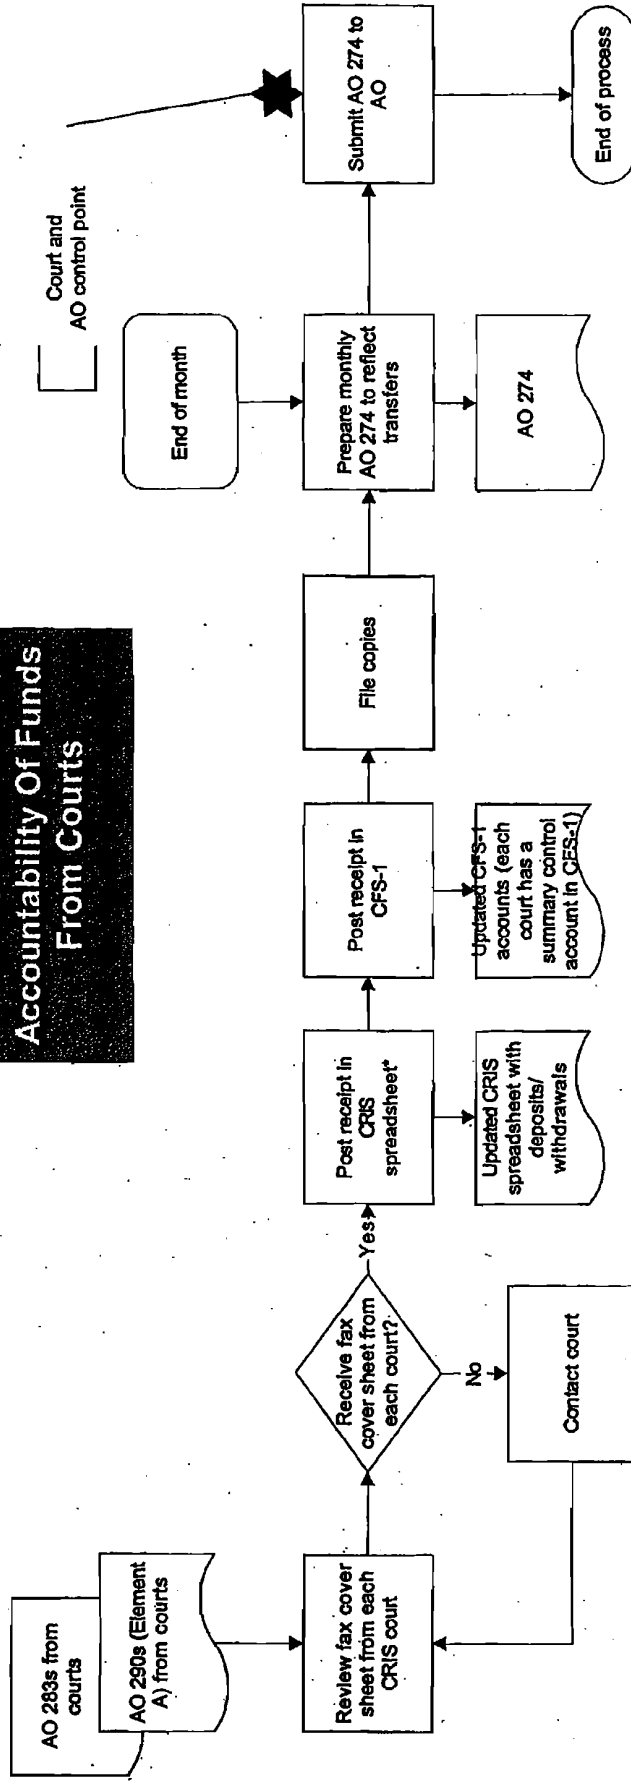 Accountability Of Funds
From Courts
Court and
AO control point
AO 283s from
courts
AO 290s (Element
A) from courts
Review fax cover
sheet from each
CRIS court
Receive fax
cover sheet from
each court?
Yes
No
Contact court
Post receipt in
CRIS
spreadsheet*
Updated CRIS
spreadsheet with
deposits/
withdrawals
Post receipt in
CFS-1
Updated CFS-1
accounts (each
court has a
summary control
account in CFS-1)
File copies
End of month
Prepare monthly
AO 274 to reflect
transfers
AO 274
Submit AO 274 to
AO
End of process